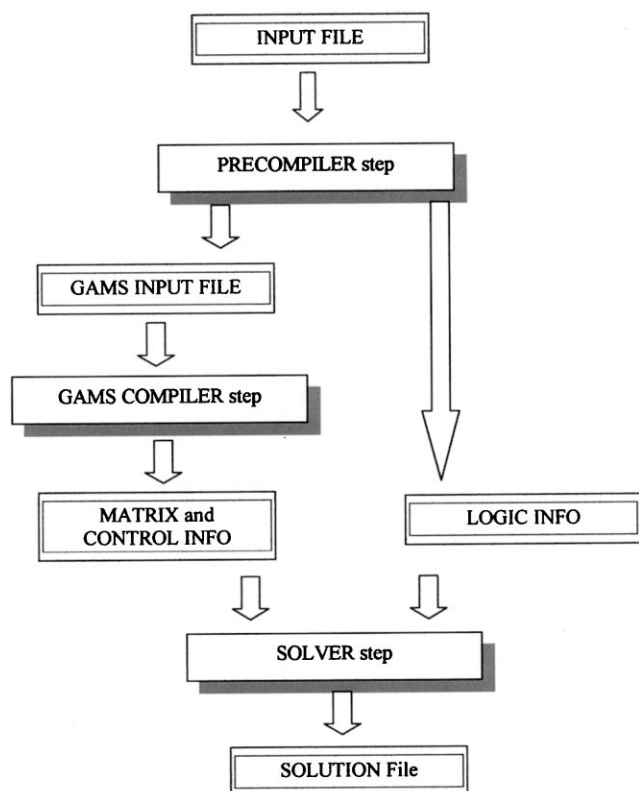 INPUT FILE
PRECOMPILER step
GAMS INPUT FILE
GAMS COMPILER step
MATRIX and
CONTROL INFO
LOGIC INFO
SOLVER step
SOLUTION File